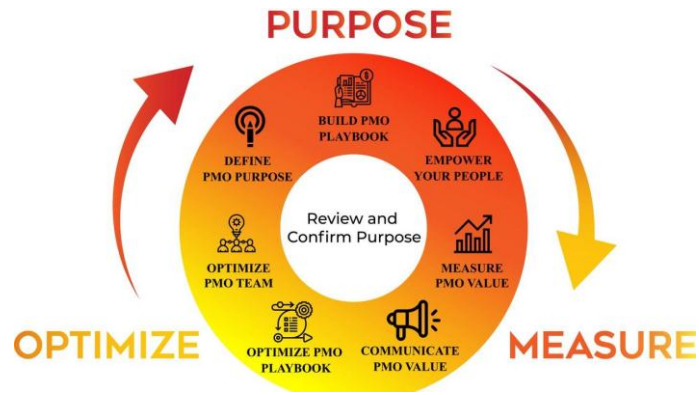 PURPOSE
BUILD PMO
PLAYBOOK
DEFINE
PMO PURPOSE
EMPOWER
YOUR PEOPLE
Review and
Confirm Purpose
OPTIMIZE
PMO TEAM
MEASURE
PMO VALUE
OPTIMIZE PMO
PLAYBOOK
COMMUNICATE
PMO VALUE
OPTIMIZE
MEASURE